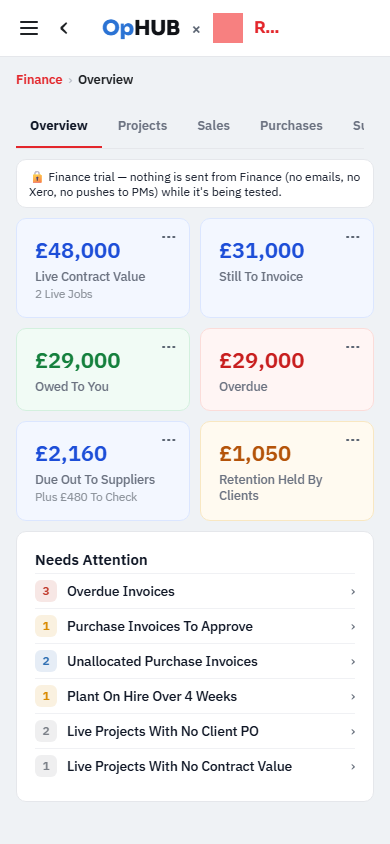 OpHUB × R...
Finance › Overview
Overview Projects Sales Purchases Su
🔒 Finance trial — nothing is sent from Finance (no emails, no
Xero, no pushes to PMs) while it's being tested.
£48,000
Live Contract Value
2 Live Jobs
£31,000
Still To Invoice
£29,000
Owed To You
£29,000
Overdue
£2,160
Due Out To Suppliers
Plus £480 To Check
£1,050
Retention Held By
Clients
Needs Attention
3 Overdue Invoices ›
1 Purchase Invoices To Approve ›
2 Unallocated Purchase Invoices ›
1 Plant On Hire Over 4 Weeks ›
2 Live Projects With No Client PO ›
1 Live Projects With No Contract Value ›